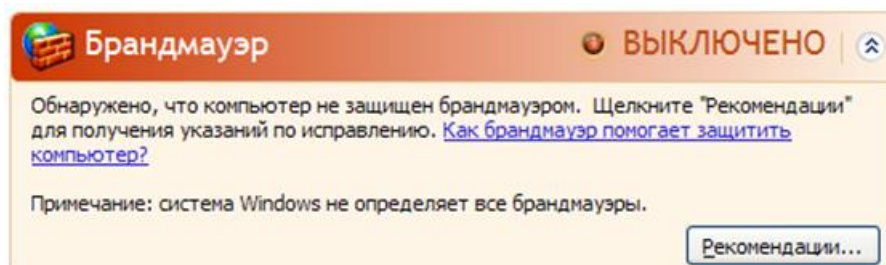 Брандмауэр ВЫКЛЮЧЕНО
Обнаружено, что компьютер не защищен брандмауэром. Щелкните "Рекомендации"
для получения указаний по исправлению. Как брандмауэр помогает защитить
компьютер?
Примечание: система Windows не определяет все брандмауэры.
Рекомендации...